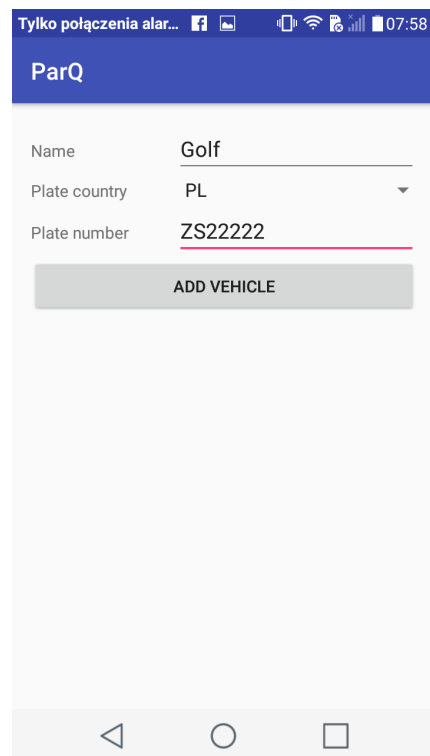 Tylko połączenia alar... 07:58
ParQ
Name Golf
Plate country PL
Plate number ZS22222
ADD VEHICLE